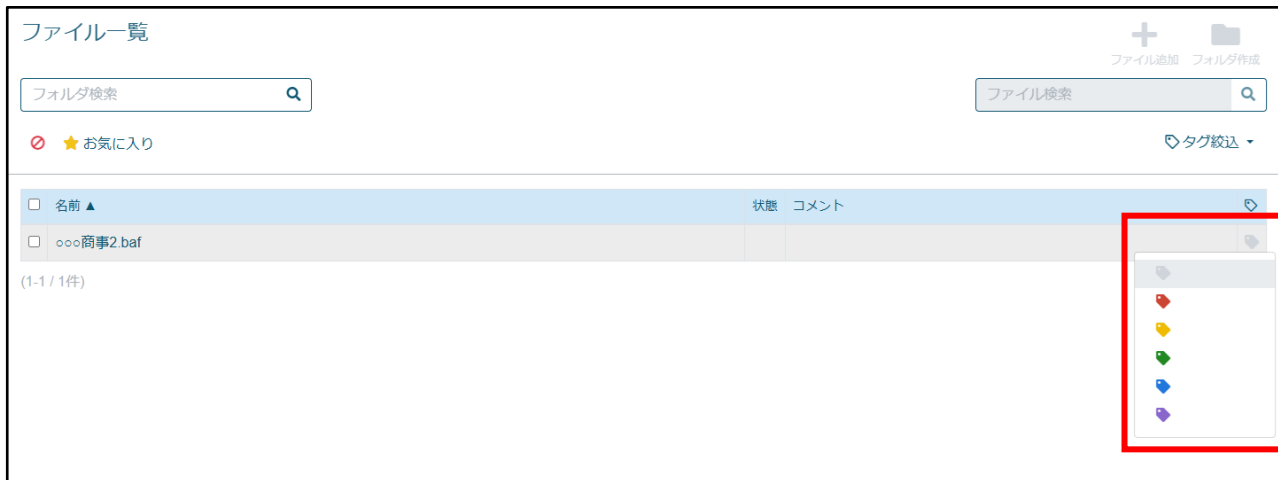 ファイル一覧
ファイル追加 フォルダ作成
フォルダ検索 ファイル検索
お気に入り タグ絞込
名前▲ 状態 コメント
○○○商事2.baf
(1-1 / 1件)